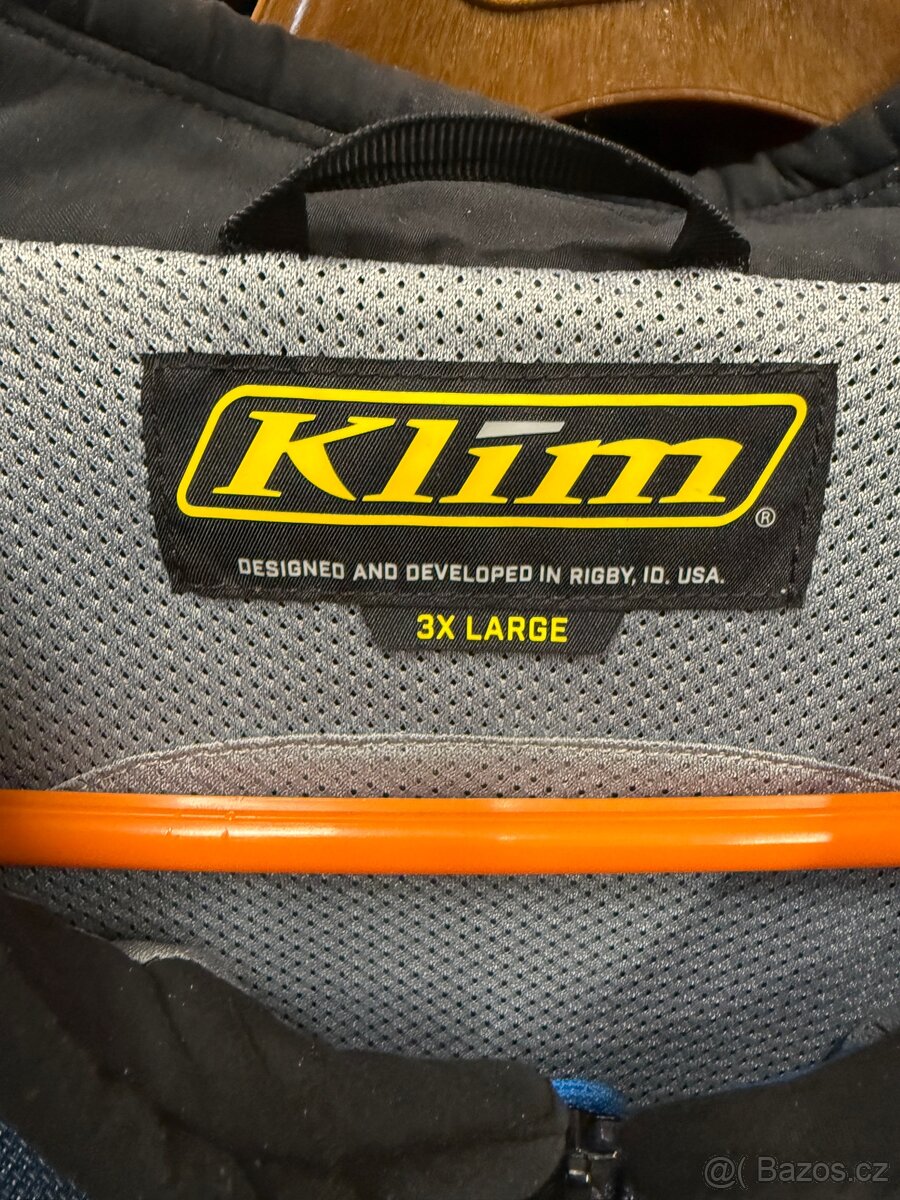 Klim ®
DESIGNED AND DEVELOPED IN RIGBY, ID. USA.
3X LARGE
@( Bazos.cz